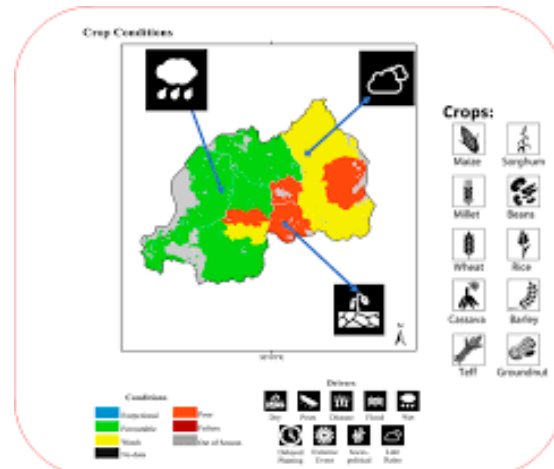 Crop Conditions
Crops:
Maize Sorghum
Millet Beans
Wheat Rice
Cassava Barley
Teff Groundnut
N
Conditions
Exceptional Poor
Favourable Failure
Watch Out of Season
No data
Drivers
Dry Pests Disease Flood Wet
Delayed Extreme Socio- Late
Planting Event political Rains